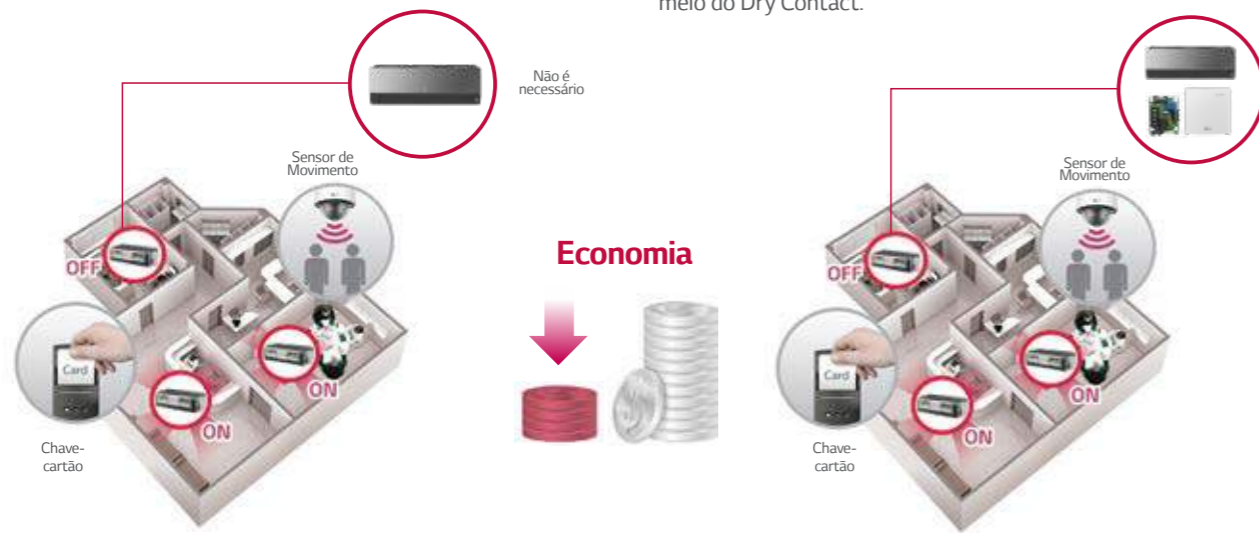 meio do Dry Contact.
Não é
necessário
Sensor de
Movimento
OFF
Card
ON
ON
Chave-
cartão
Economia
Sensor de
Movimento
OFF
Card
ON
ON
Chave-
cartão